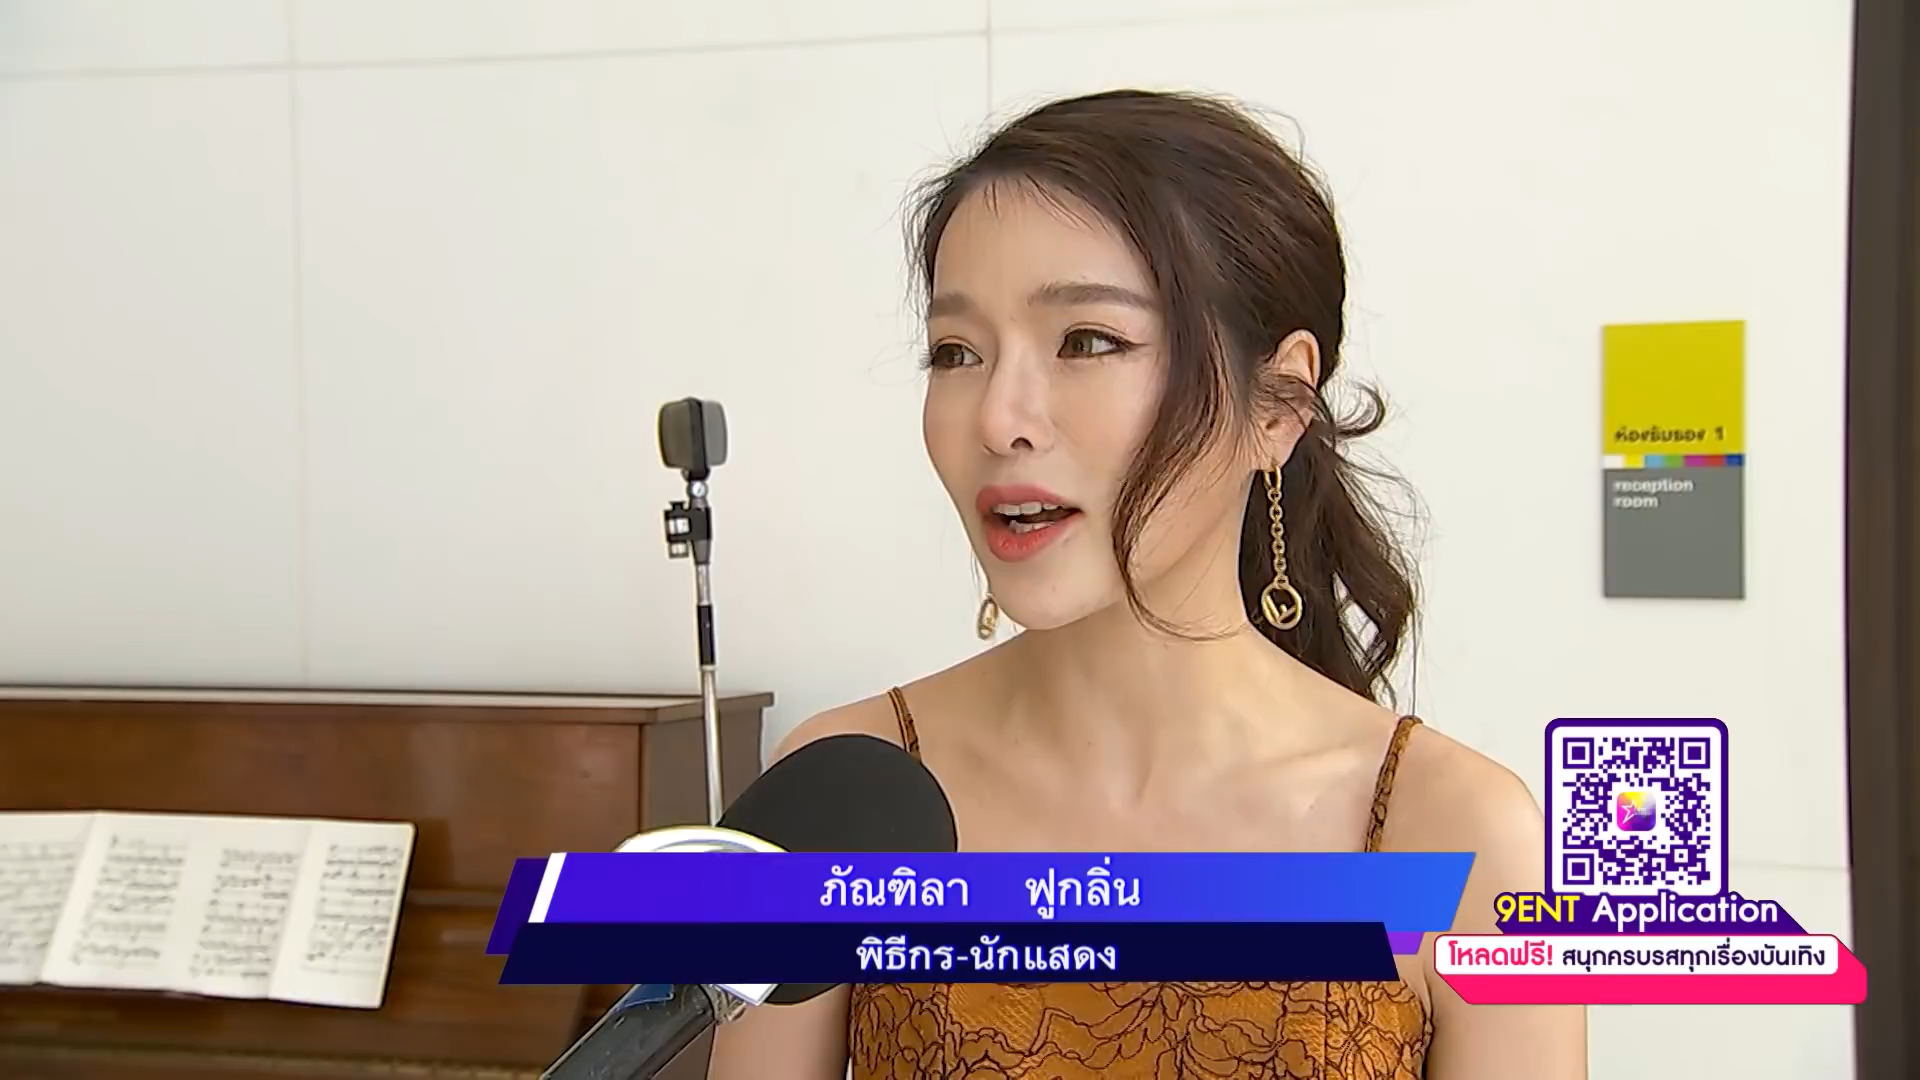 ห้องรับรอง 1
reception
room
ภัณฑิลา ฟูกลิ่น
พิธีกร-นักแสดง
9ENT Application
โหลดฟรี! สนุกครบรสทุกเรื่องบันเทิง